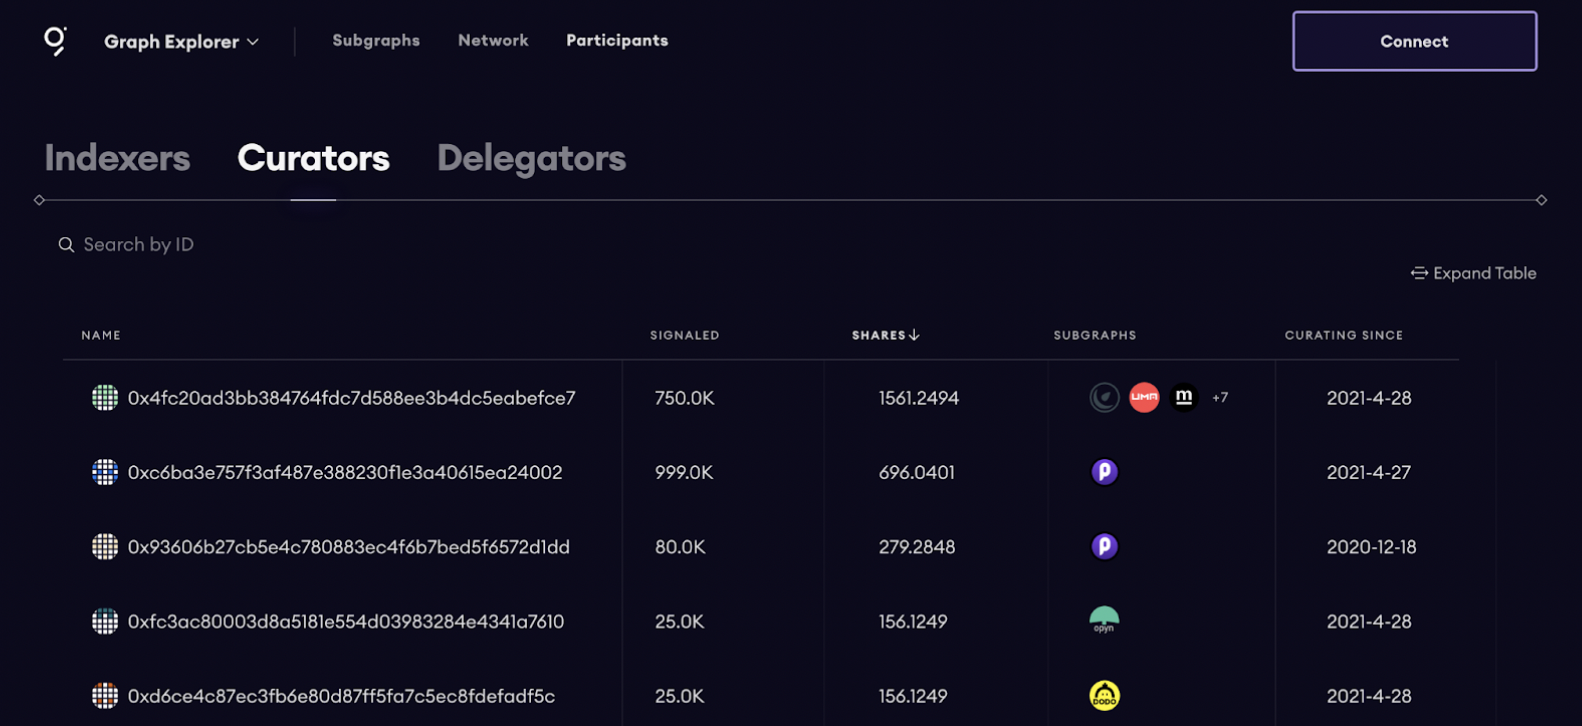 Graph Explorer Subgraphs Network Participants Connect
Indexers Curators Delegators
Search by ID
Expand Table
NAME SIGNALED SHARES↓ SUBGRAPHS CURATING SINCE
0x4fc20ad3bb384764fdc7d588ee3b4dc5eabefce7 750.0K 1561.2494 UMA m +7 2021-4-28
0xc6ba3e757f3af487e388230f1e3a40615ea24002 999.0K 696.0401 P 2021-4-27
0x93606b27cb5e4c780883ec4f6b7bed5f6572d1dd 80.0K 279.2848 P 2020-12-18
0xfc3ac80003d8a5181e554d03983284e4341a7610 25.0K 156.1249 opyn 2021-4-28
0xd6ce4c87ec3fb6e80d87ff5fa7c5ec8fdefadf5c 25.0K 156.1249 DODO 2021-4-28